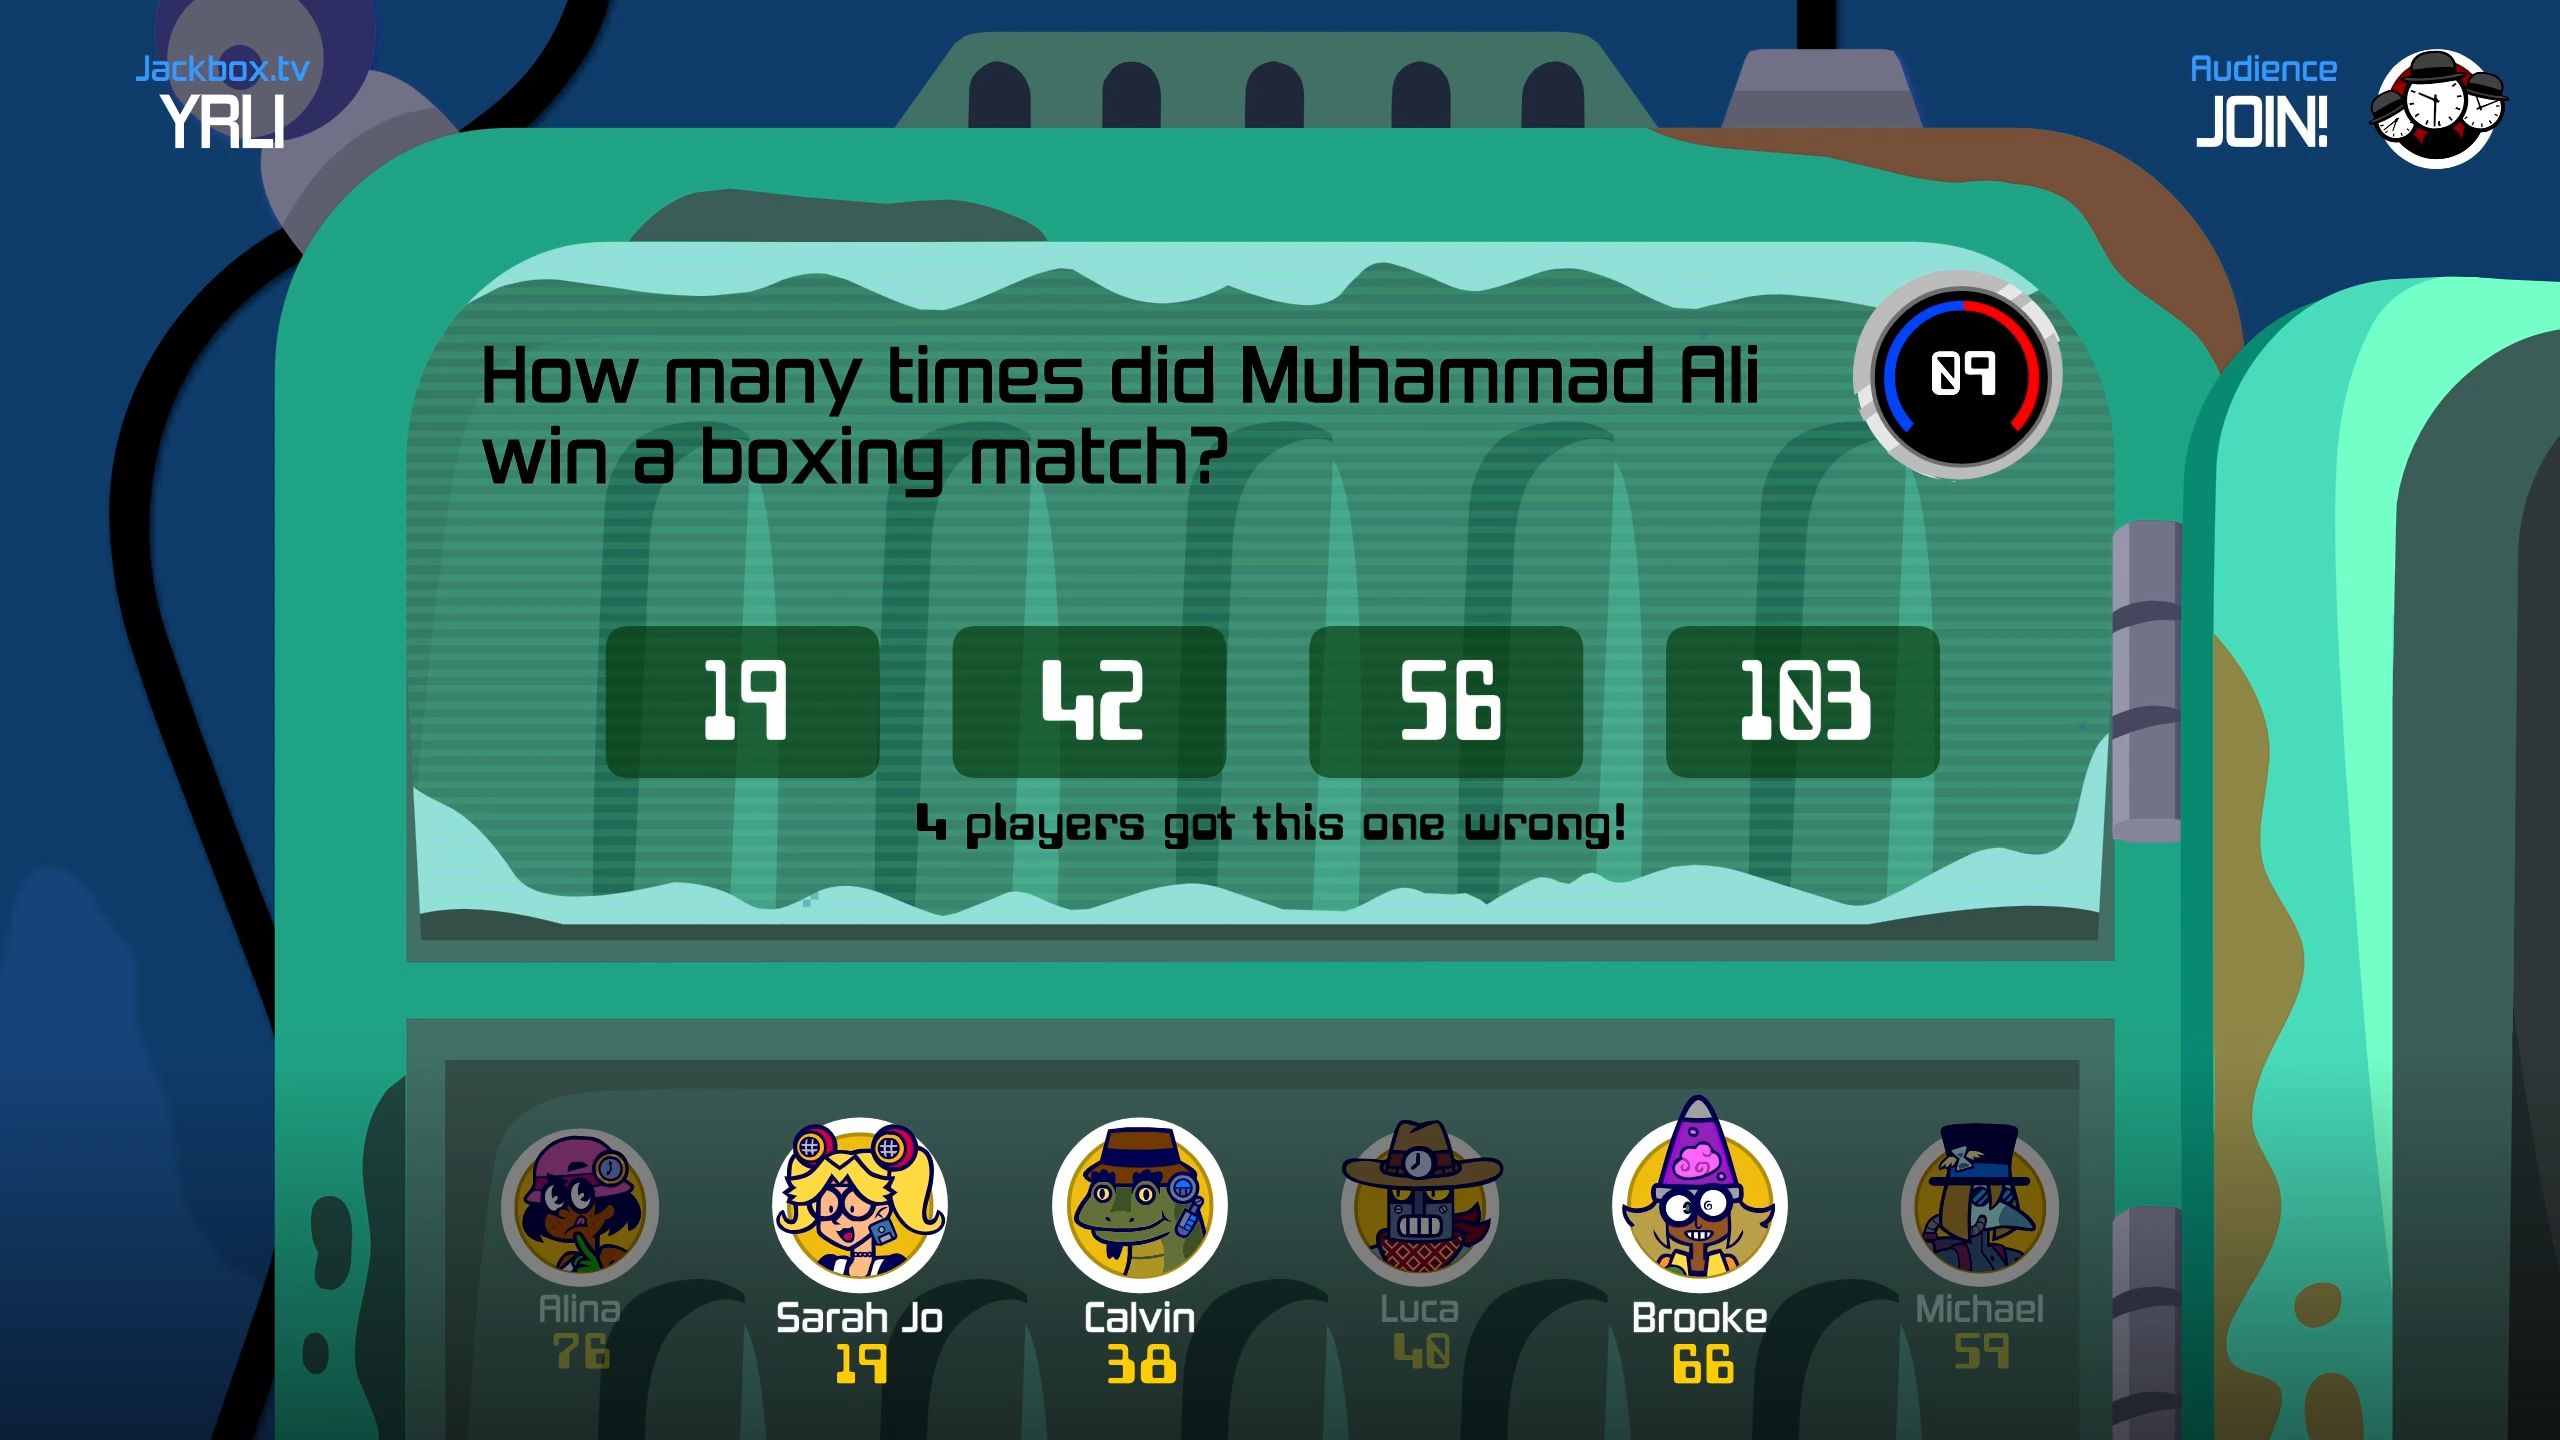 Jackbox.tv
YRLI
Audience
JOIN!
How many times did Muhammad Ali
win a boxing match?
09
19
42
56
103
4 players got this one wrong!
Alina
76
Sarah Jo
19
Calvin
38
Luca
40
Brooke
66
Michael
59